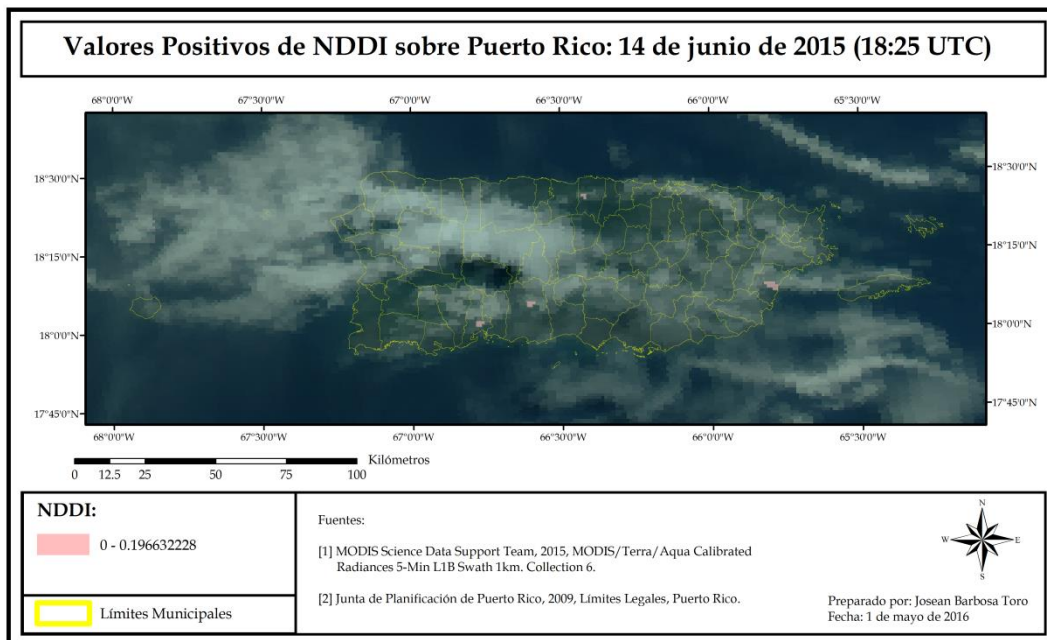 Valores Positivos de NDDI sobre Puerto Rico: 14 de junio de 2015 (18:25 UTC)
68°0'0"W 67°30'0"W 67°0'0"W 66°30'0"W 66°0'0"W 65°30'0"W
18°30'0"N 18°30'0"N
18°15'0"N 18°15'0"N
18°0'0"N 18°0'0"N
17°45'0"N 17°45'0"N
68°0'0"W 67°30'0"W 67°0'0"W 66°30'0"W 66°0'0"W 65°30'0"W
Kilómetros
0 12.5 25 50 75 100
NDDI:
0 - 0.196632228
Límites Municipales
Fuentes:
[1] MODIS Science Data Support Team, 2015, MODIS/Terra/Aqua Calibrated
Radiances 5-Min L1B Swath 1km. Collection 6.
[2] Junta de Planificación de Puerto Rico, 2009, Límites Legales, Puerto Rico.
N
W E
S
Preparado por: Josean Barbosa Toro
Fecha: 1 de mayo de 2016